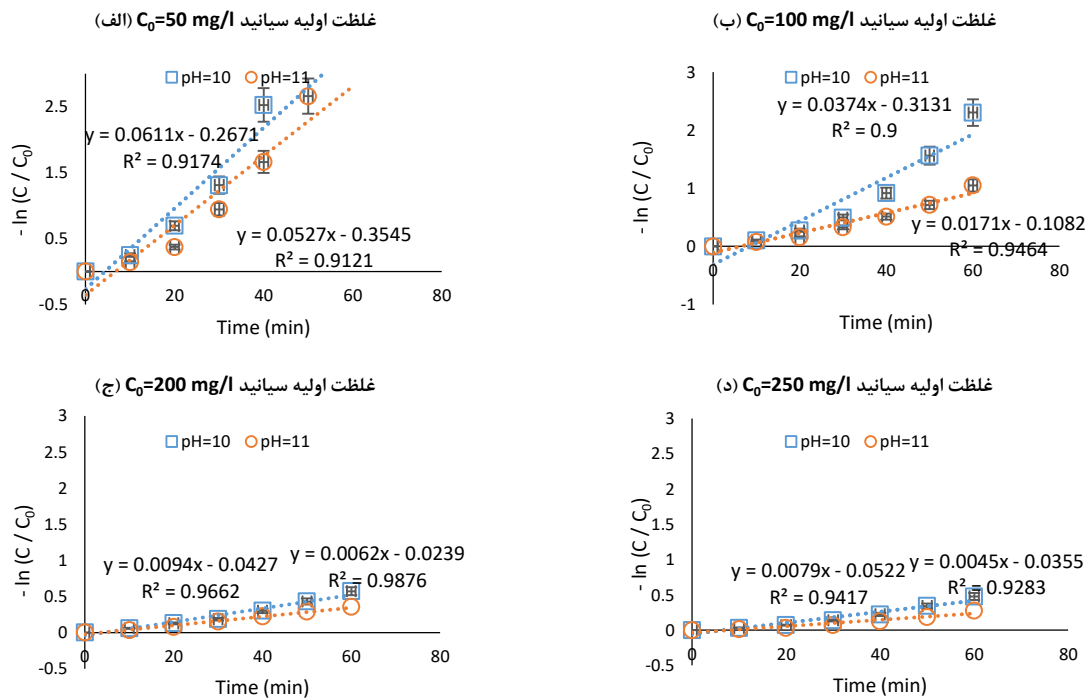 (الف) غلظت اولیه سیانید C₀=50 mg/l
pH=10 pH=11
2.5
1.5
0.5
-0.5
y = 0.0611x - 0.2671
R² = 0.9174
y = 0.0527x - 0.3545
R² = 0.9121
0 20 40 60 80
- ln (C / C₀)
Time (min)
(ب) غلظت اولیه سیانید C₀=100 mg/l
pH=10 pH=11
3
2
1
0
-1
y = 0.0374x - 0.3131
R² = 0.9
y = 0.0171x - 0.1082
R² = 0.9464
0 20 40 60 80
- ln (C / C₀)
Time (min)
(ج) غلظت اولیه سیانید C₀=200 mg/l
pH=10 pH=11
3
2.5
2
1.5
1
0.5
0
-0.5
y = 0.0094x - 0.0427
R² = 0.9662
y = 0.0062x - 0.0239
R² = 0.9876
0 20 40 60 80
- ln (C / C₀)
Time (min)
(د) غلظت اولیه سیانید C₀=250 mg/l
pH=10 pH=11
3
2.5
2
1.5
1
0.5
0
-0.5
y = 0.0079x - 0.0522
R² = 0.9417
y = 0.0045x - 0.0355
R² = 0.9283
0 20 40 60 80
- ln (C / C₀)
Time (min)